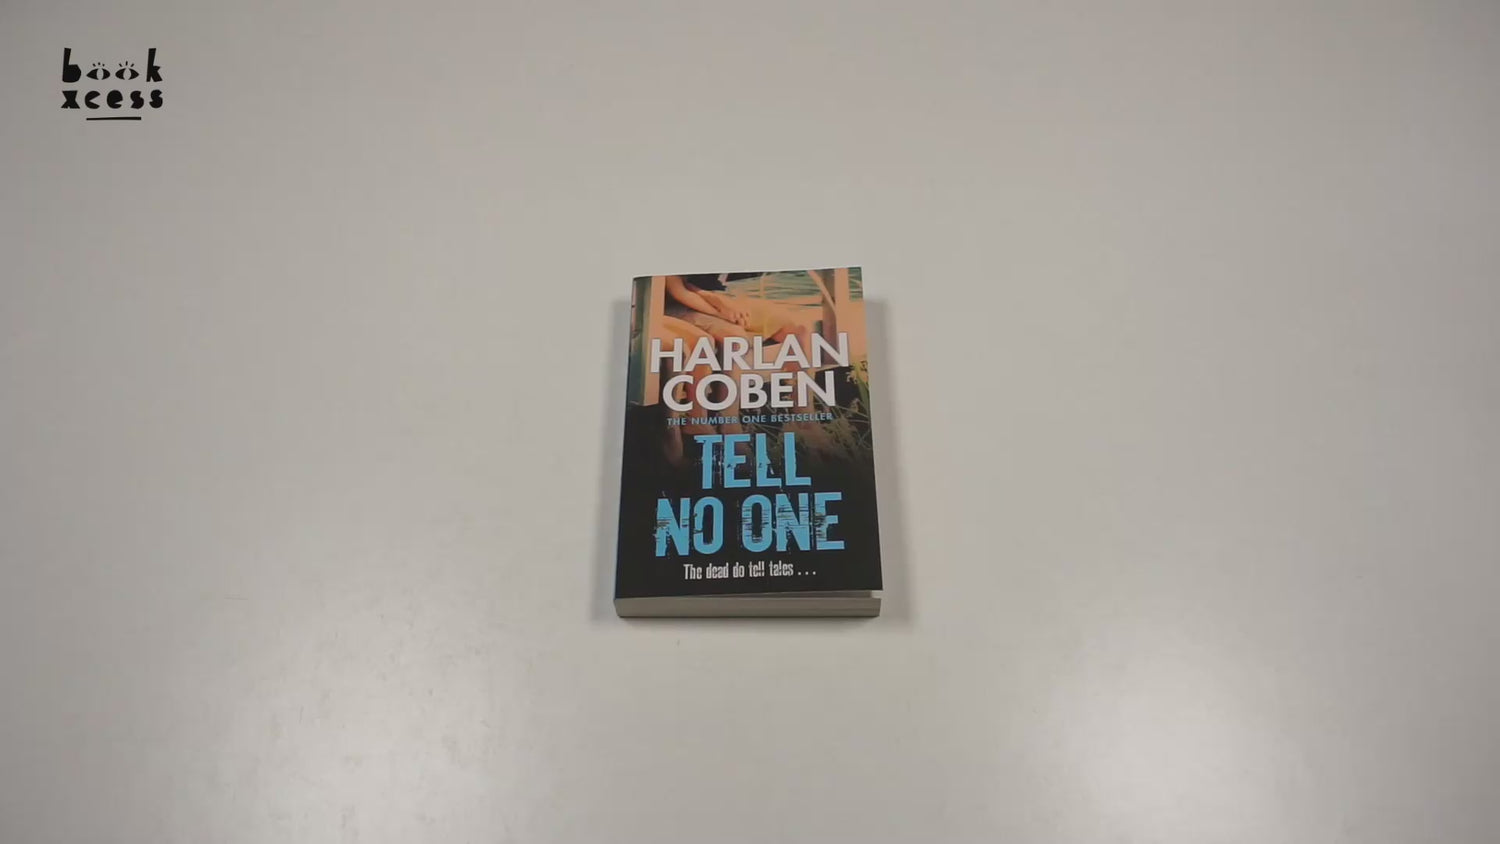 book
xcess
HARLAN
COBEN
THE NUMBER ONE BESTSELLER
TELL
NO ONE
The dead do tell tales . . .